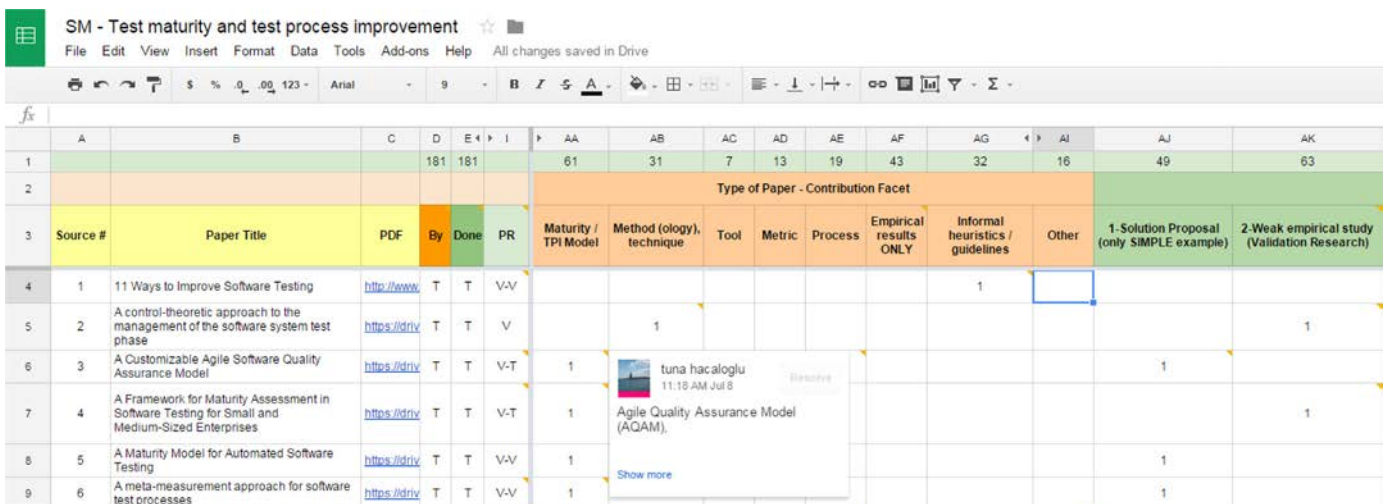 SM - Test maturity and test process improvement
File Edit View Insert Format Data Tools Add-ons Help All changes saved in Drive
$ % .0 .00 123 Arial 9 B I S A Σ
fx
A B C D E I AA AB AC AD AE AF AG AI AJ AK
1 181 181 61 31 7 13 19 43 32 16 49 63
2 Type of Paper - Contribution Facet
3 Source # Paper Title PDF By Done PR Maturity / TPI Model Method (ology), technique Tool Metric Process Empirical results ONLY Informal heuristics / guidelines Other 1-Solution Proposal (only SIMPLE example) 2-Weak empirical study (Validation Research)
4 1 11 Ways to Improve Software Testing http://www. T T V-V 1
5 2 A control-theoretic approach to the management of the software system test phase https://driv T T V 1 1
6 3 A Customizable Agile Software Quality Assurance Model https://driv T T V-T 1 1
7 4 A Framework for Maturity Assessment in Software Testing for Small and Medium-Sized Enterprises https://driv T T V-T 1 1
8 5 A Maturity Model for Automated Software Testing https://driv T T V-V 1 1
9 6 A meta-measurement approach for software test processes https://driv T T V-V 1 1
tuna hacaloglu
11:18 AM Jul 8
Resolve
Agile Quality Assurance Model
(AQAM),
Show more